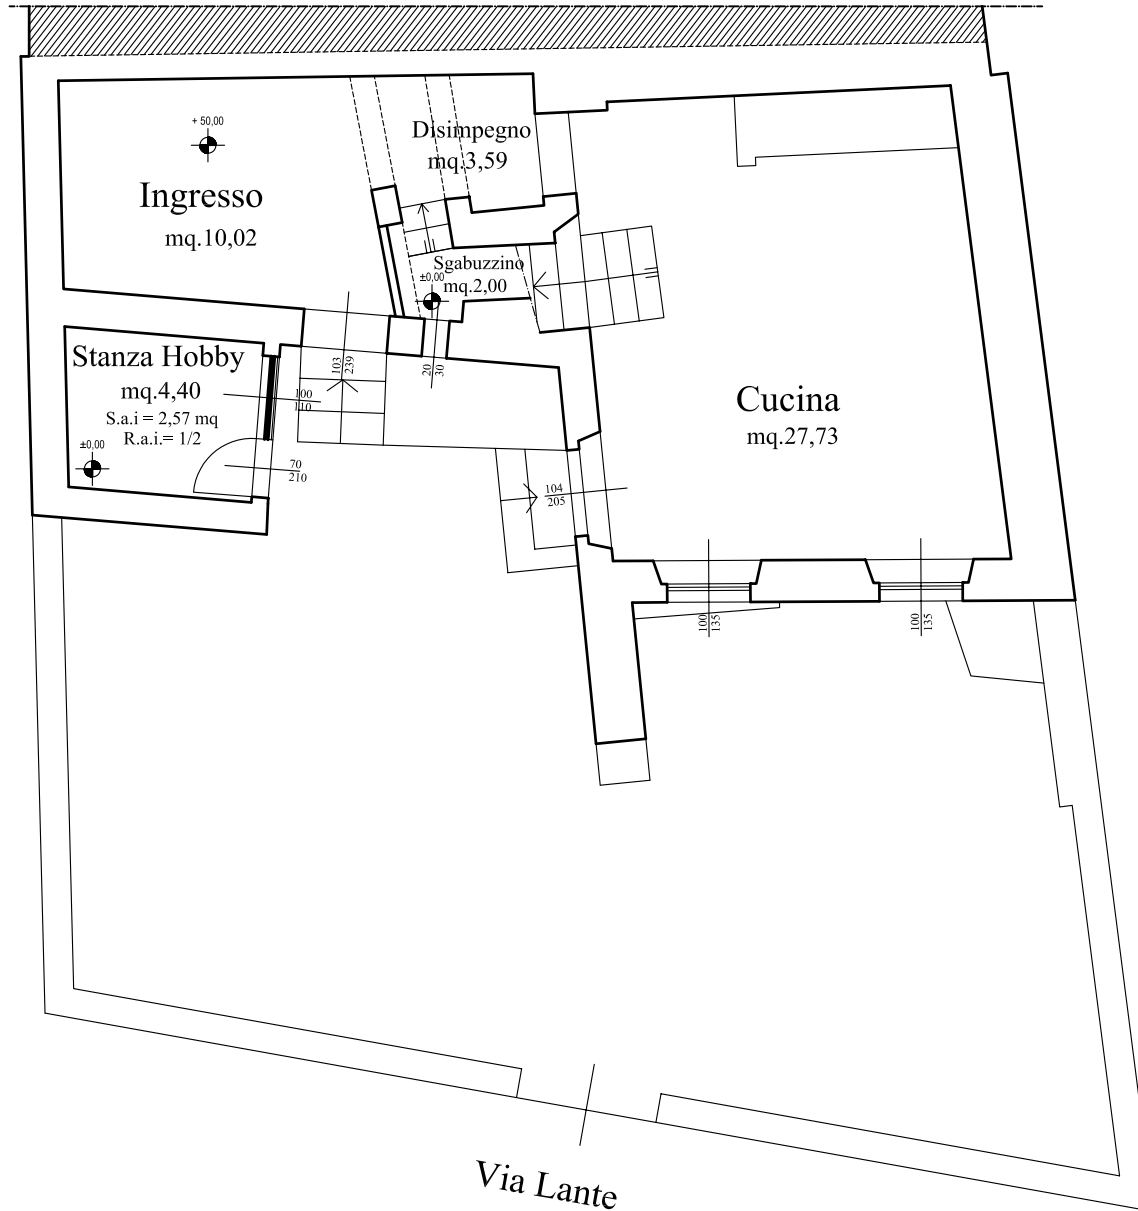 + 50,00
Ingresso
mq.10,02
Disimpegno
mq.3,59
Sgabuzzino
±0,00
mq.2,00
Stanza Hobby
mq.4,40
S.a.i = 2,57 mq
R.a.i.= 1/2
±0,00
103
239
20
30
100
110
70
210
104
205
Cucina
mq.27,73
100
135
100
135
Via Lante